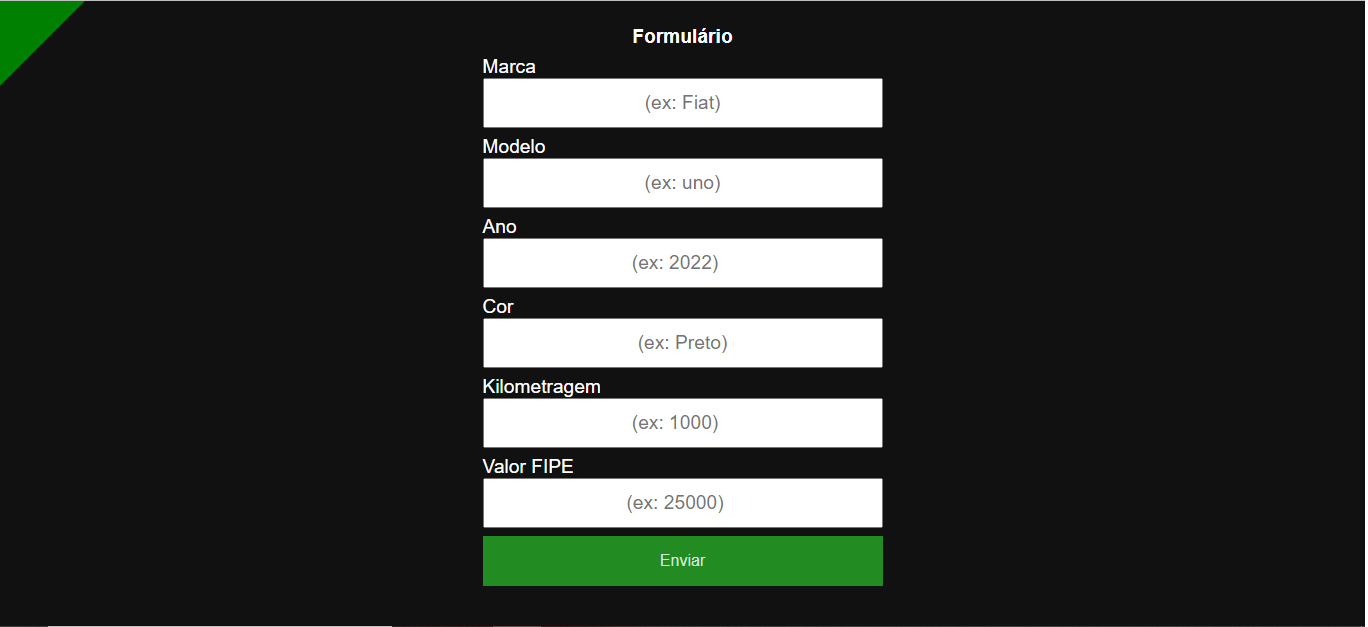 Formulário
Marca
(ex: Fiat)
Modelo
(ex: uno)
Ano
(ex: 2022)
Cor
(ex: Preto)
Kilometragem
(ex: 1000)
Valor FIPE
(ex: 25000)
Enviar